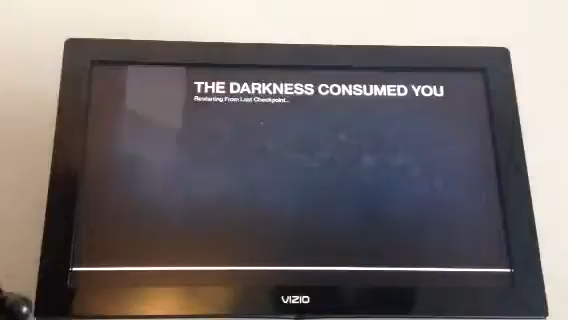 THE DARKNESS CONSUMED YOU
Restarting From Last Checkpoint...
VIZIO